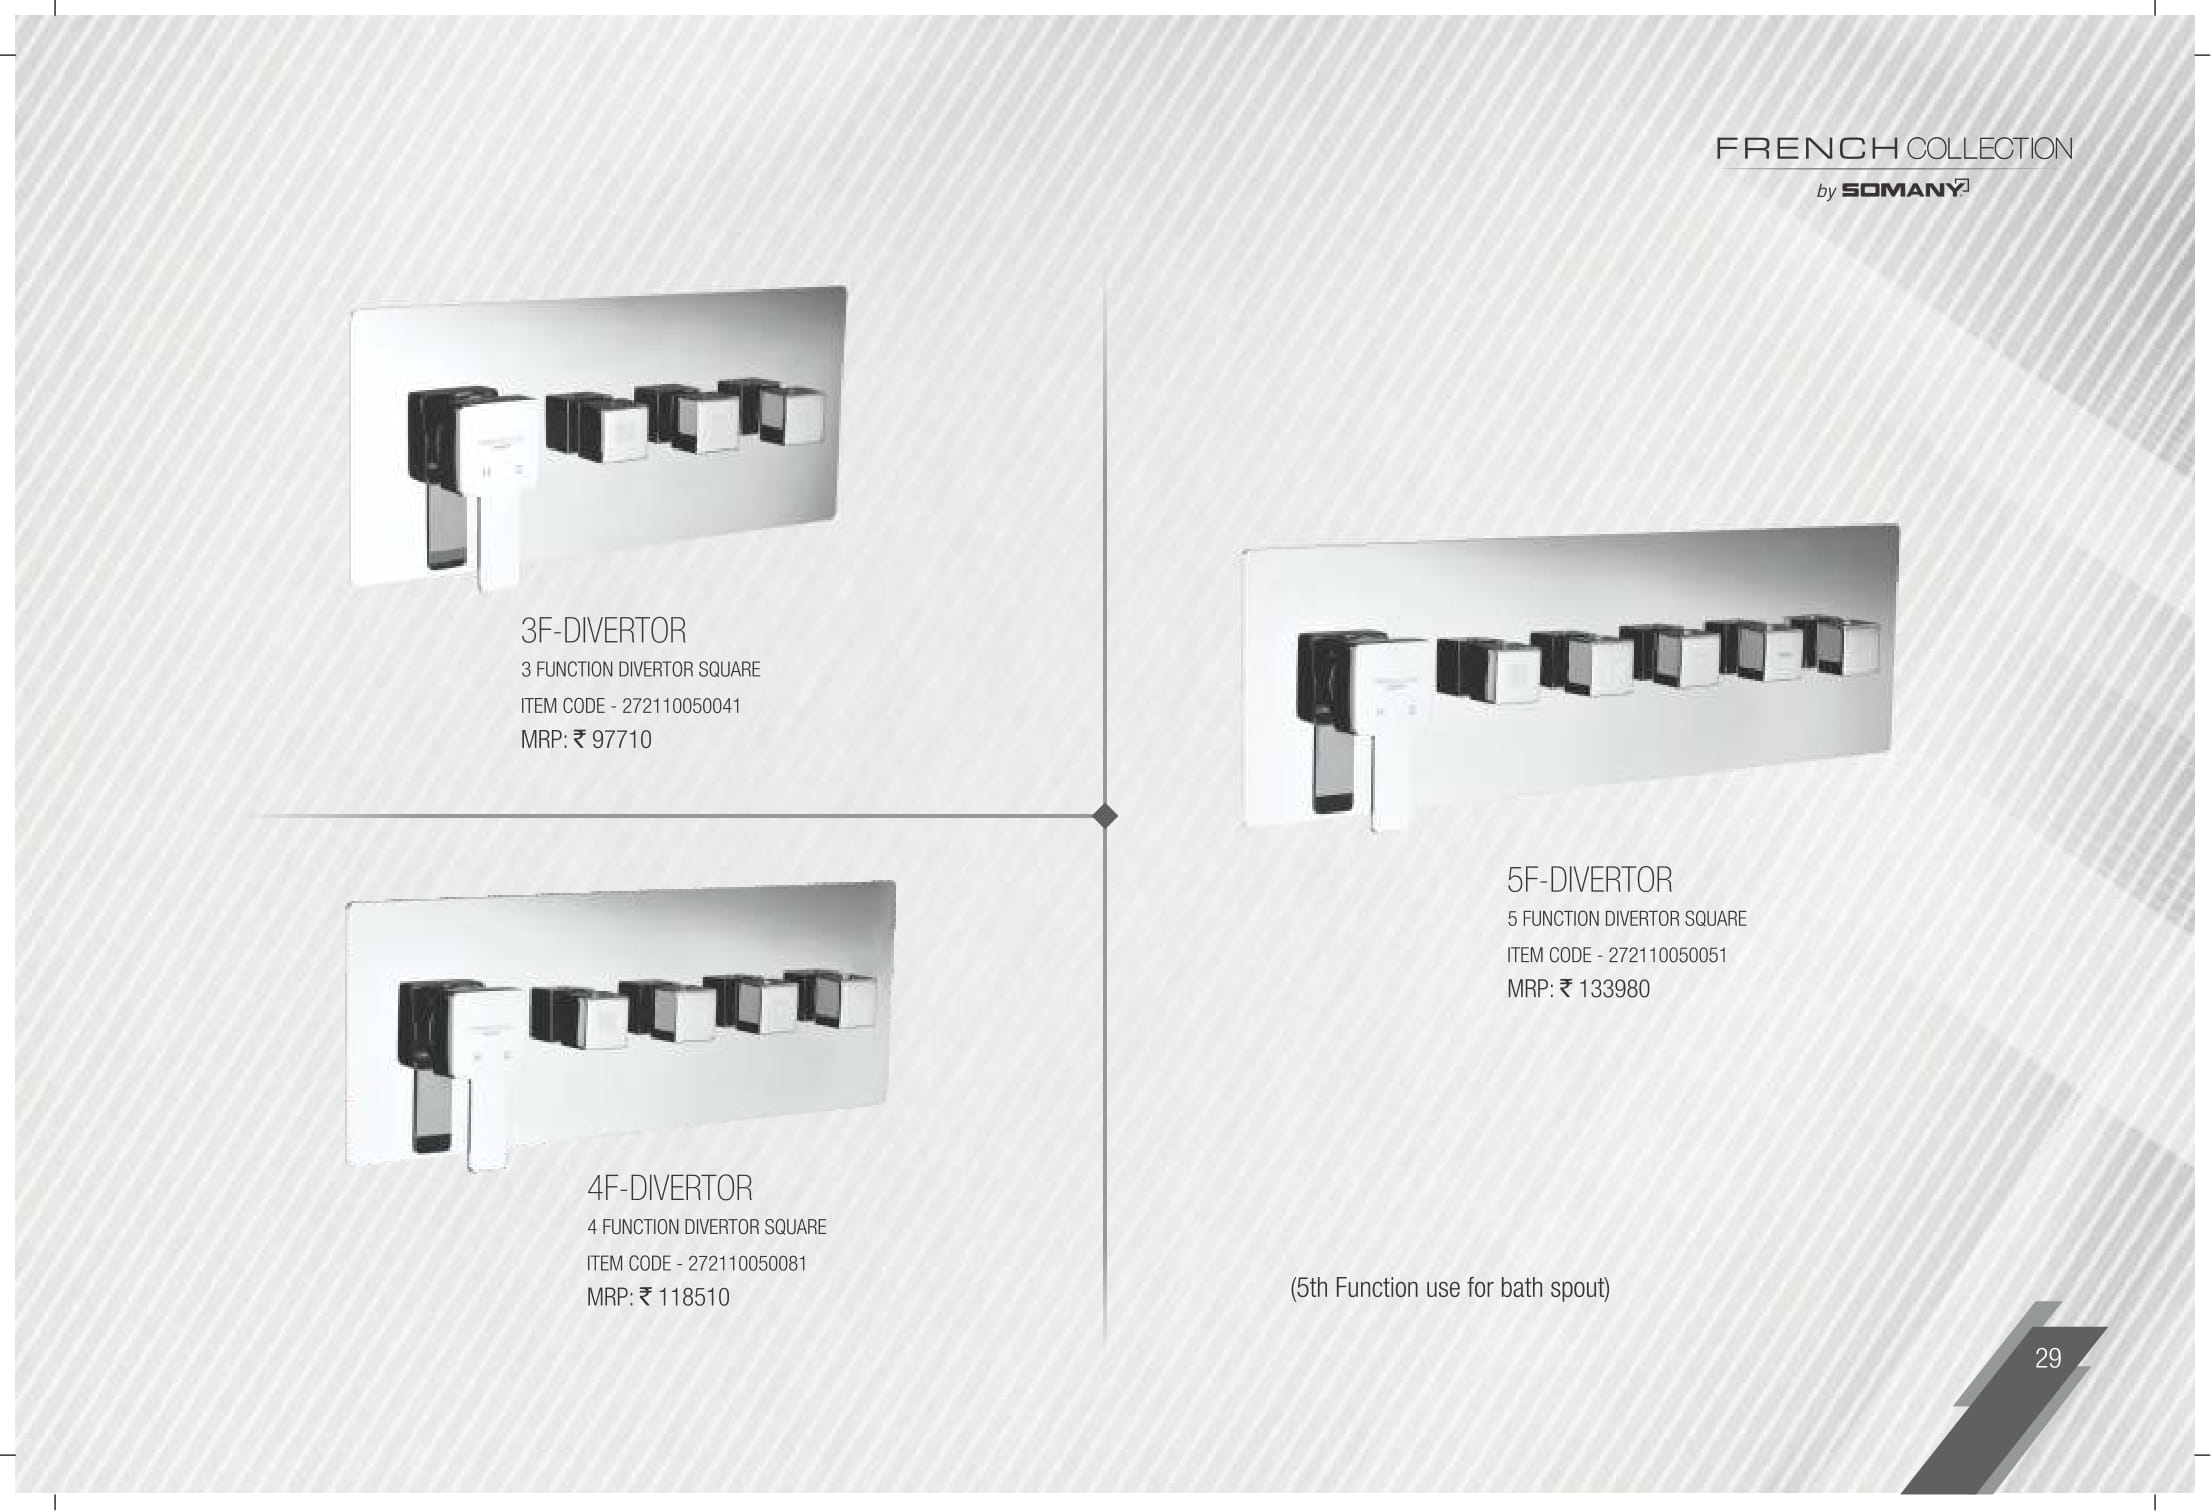 FRENCH COLLECTION
by SOMANY
3F-DIVERTOR
3 FUNCTION DIVERTOR SQUARE
ITEM CODE - 272110050041
MRP: ₹ 97710
4F-DIVERTOR
4 FUNCTION DIVERTOR SQUARE
ITEM CODE - 272110050081
MRP: ₹ 118510
5F-DIVERTOR
5 FUNCTION DIVERTOR SQUARE
ITEM CODE - 272110050051
MRP: ₹ 133980
(5th Function use for bath spout)
29